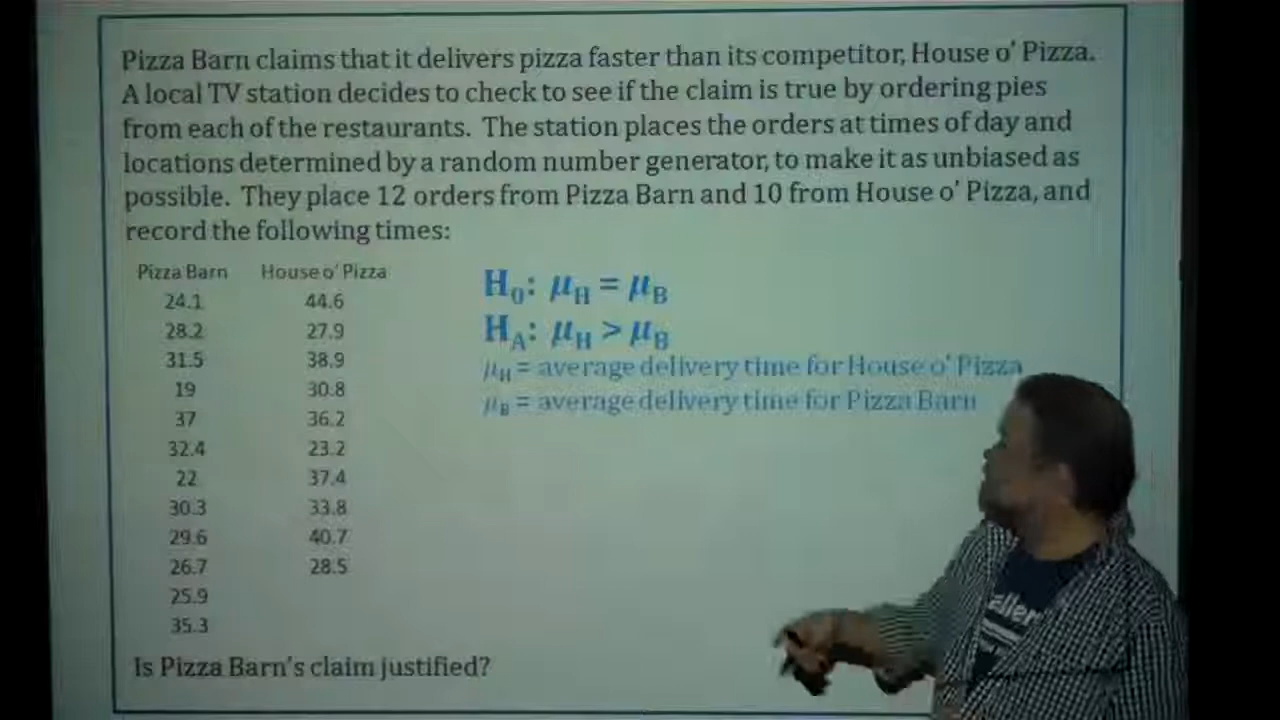 Pizza Barn claims that it delivers pizza faster than its competitor, House o' Pizza.
A local TV station decides to check to see if the claim is true by ordering pies
from each of the restaurants. The station places the orders at times of day and
locations determined by a random number generator, to make it as unbiased as
possible. They place 12 orders from Pizza Barn and 10 from House o' Pizza, and
record the following times:
Pizza Barn House o' Pizza
24.1 44.6
28.2 27.9
31.5 38.9
19 30.8
37 36.2
32.4 23.2
22 37.4
30.3 33.8
29.6 40.7
26.7 28.5
25.9
35.3
H₀: μ_H = μ_B
H_A: μ_H > μ_B
μ_H = average delivery time for House o' Pizza
μ_B = average delivery time for Pizza Barn
Is Pizza Barn's claim justified?